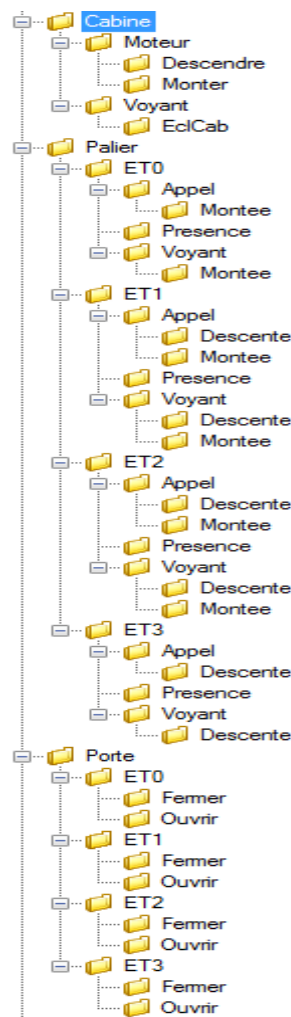 Cabine
Moteur
Descendre
Monter
Voyant
EclCab
Palier
ET0
Appel
Montee
Presence
Voyant
Montee
ET1
Appel
Descente
Montee
Presence
Voyant
Descente
Montee
ET2
Appel
Descente
Montee
Presence
Voyant
Descente
Montee
ET3
Appel
Descente
Presence
Voyant
Descente
Porte
ET0
Fermer
Ouvrir
ET1
Fermer
Ouvrir
ET2
Fermer
Ouvrir
ET3
Fermer
Ouvrir